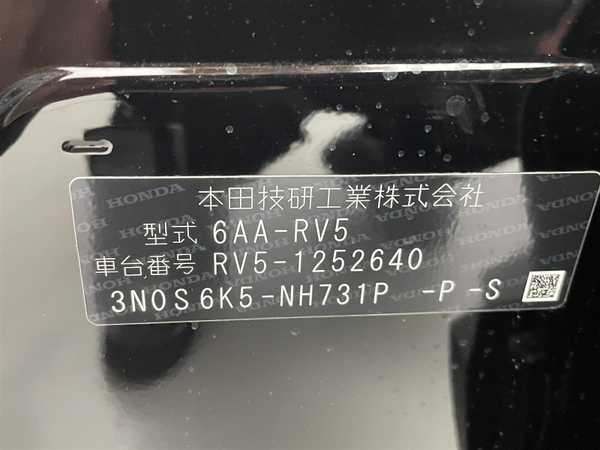 本田技研工業株式会社
型式 6AA-RV5
車台番号 RV5-1252640
3N0S6K5-NH731P -P-S